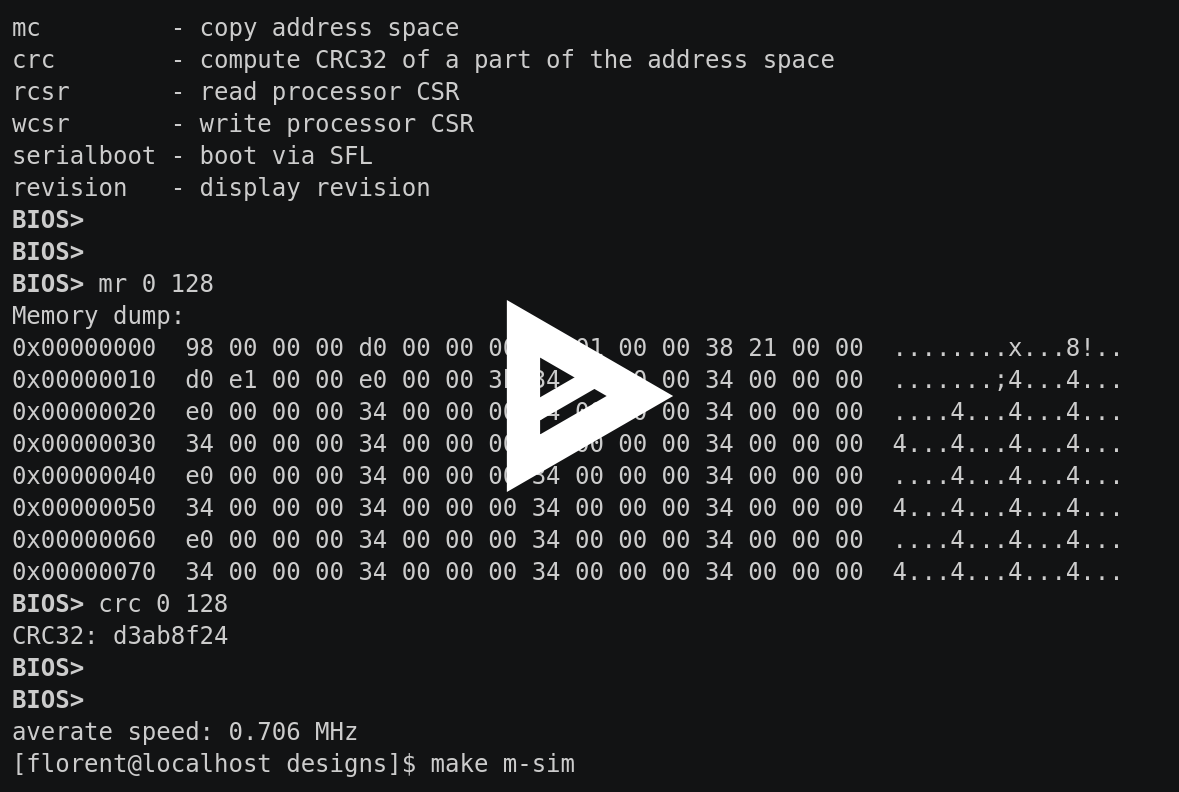 mc         - copy address space
crc        - compute CRC32 of a part of the address space
rcsr       - read processor CSR
wcsr       - write processor CSR
serialboot - boot via SFL
revision   - display revision
BIOS>
BIOS>
BIOS> mr 0 128
Memory dump:
0x00000000  98 00 00 00 d0 00 00 00 01 00 00 38 21 00 00  ........x...8!..
0x00000010  d0 e1 00 00 e0 00 00 34 00 00 34 00 00 00  .......;4...4...
0x00000020  e0 00 00 00 34 00 00 00 00 34 00 00 00  ....4...4...4...
0x00000030  34 00 00 00 34 00 00 00 00 00 34 00 00 00  4...4...4...4...
0x00000040  e0 00 00 00 34 00 00 00 34 00 00 00 34 00 00 00  ....4...4...4...
0x00000050  34 00 00 00 34 00 00 00 34 00 00 00 34 00 00 00  4...4...4...4...
0x00000060  e0 00 00 00 34 00 00 00 34 00 00 00 34 00 00 00  ....4...4...4...
0x00000070  34 00 00 00 34 00 00 00 34 00 00 00 34 00 00 00  4...4...4...4...
BIOS> crc 0 128
CRC32: d3ab8f24
BIOS>
BIOS>
averate speed: 0.706 MHz
[florent@localhost designs]$ make m-sim